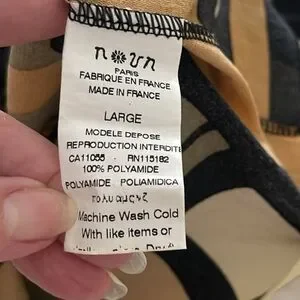 PARIS
FABRIQUE EN FRANCE
MADE IN FRANCE
LARGE
MODELE DEPOSE
REPRODUCTION INTERDITE
CA11055 - RN115182
100% POLYAMIDE
POLYAMIDE POLIAMIDICA
Machine Wash Cold
With like items or